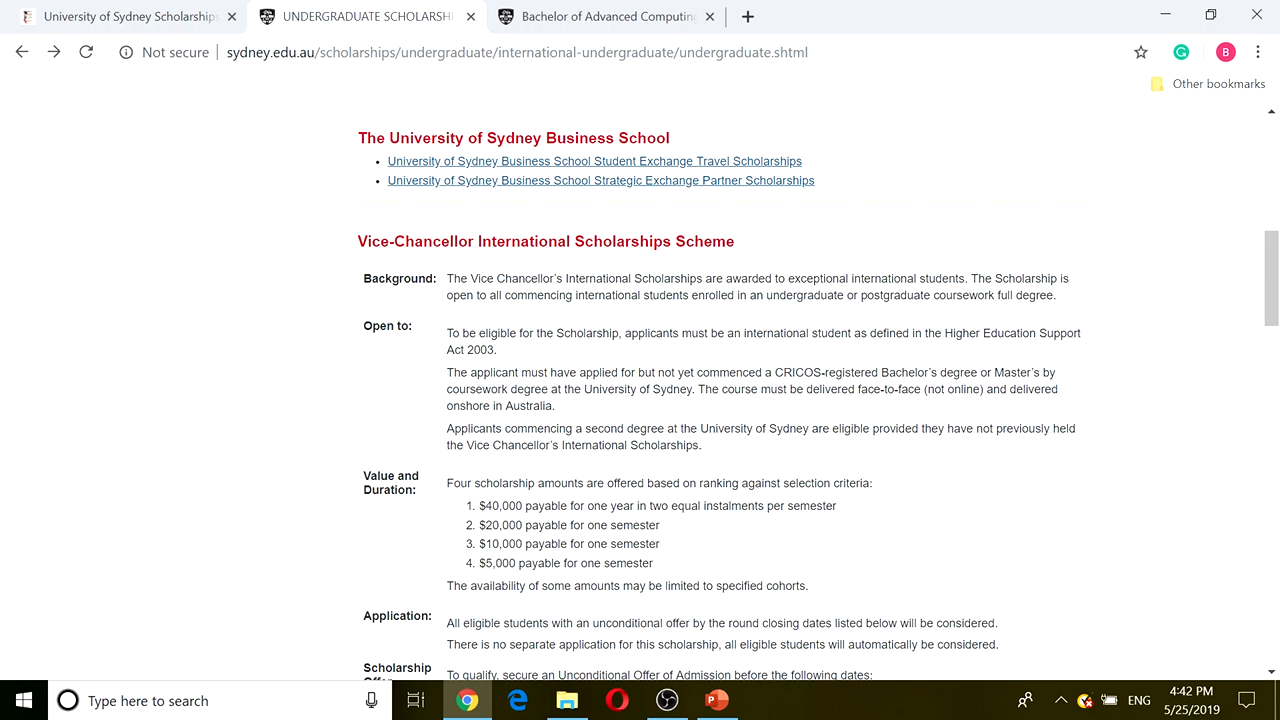 University of Sydney Scholarships
UNDERGRADUATE SCHOLARSHI
Bachelor of Advanced Computing
Not secure
sydney.edu.au/scholarships/undergraduate/international-undergraduate/undergraduate.shtml
B
Other bookmarks
The University of Sydney Business School
• University of Sydney Business School Student Exchange Travel Scholarships
• University of Sydney Business School Strategic Exchange Partner Scholarships
Vice-Chancellor International Scholarships Scheme
Background: The Vice Chancellor's International Scholarships are awarded to exceptional international students. The Scholarship is
open to all commencing international students enrolled in an undergraduate or postgraduate coursework full degree.
Open to:
To be eligible for the Scholarship, applicants must be an international student as defined in the Higher Education Support
Act 2003.
The applicant must have applied for but not yet commenced a CRICOS-registered Bachelor's degree or Master's by
coursework degree at the University of Sydney. The course must be delivered face-to-face (not online) and delivered
onshore in Australia.
Applicants commencing a second degree at the University of Sydney are eligible provided they have not previously held
the Vice Chancellor's International Scholarships.
Value and
Duration:
Four scholarship amounts are offered based on ranking against selection criteria:
1. $40,000 payable for one year in two equal instalments per semester
2. $20,000 payable for one semester
3. $10,000 payable for one semester
4. $5,000 payable for one semester
The availability of some amounts may be limited to specified cohorts.
Application:
All eligible students with an unconditional offer by the round closing dates listed below will be considered.
There is no separate application for this scholarship, all eligible students will automatically be considered.
Scholarship
To qualify, secure an Unconditional Offer of Admission before the following dates:
Type here to search
ENG
4:42 PM
5/25/2019